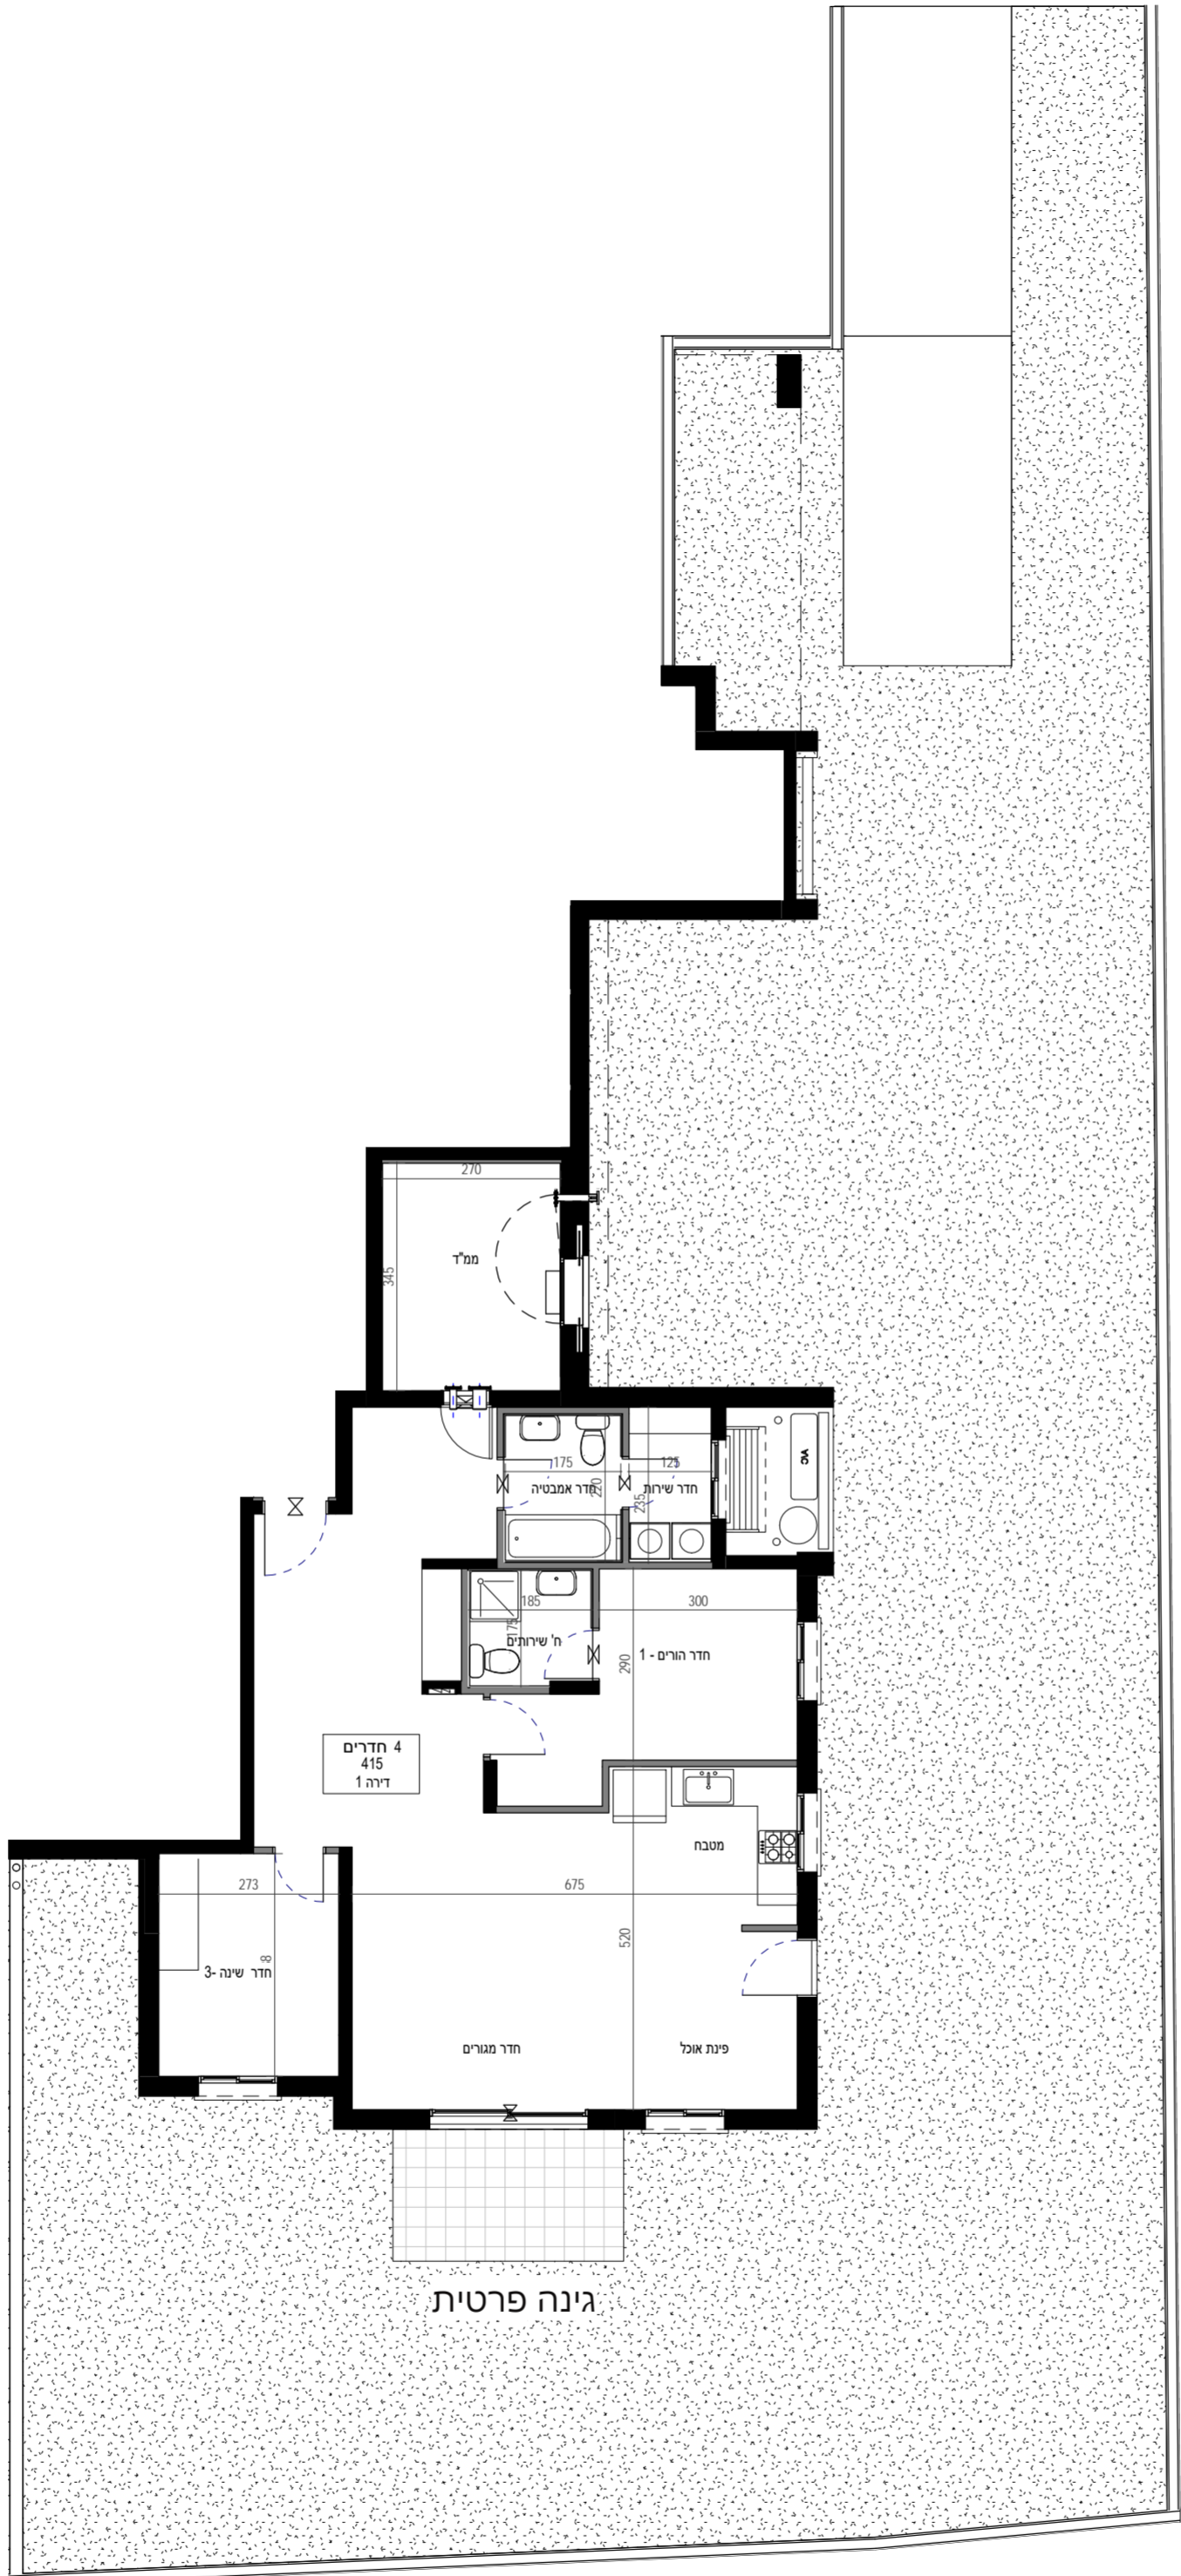 270
ממ"ד
345
175
125
חדר אמבטיה
220
חדר שירות
235
185
300
175
ח' שירותים
290
חדר הורים - 1
4 חדרים
415
דירה 1
מטבח
273
675
520
חדר שינה -3
חדר מגורים
פינת אוכל
גינה פרטית